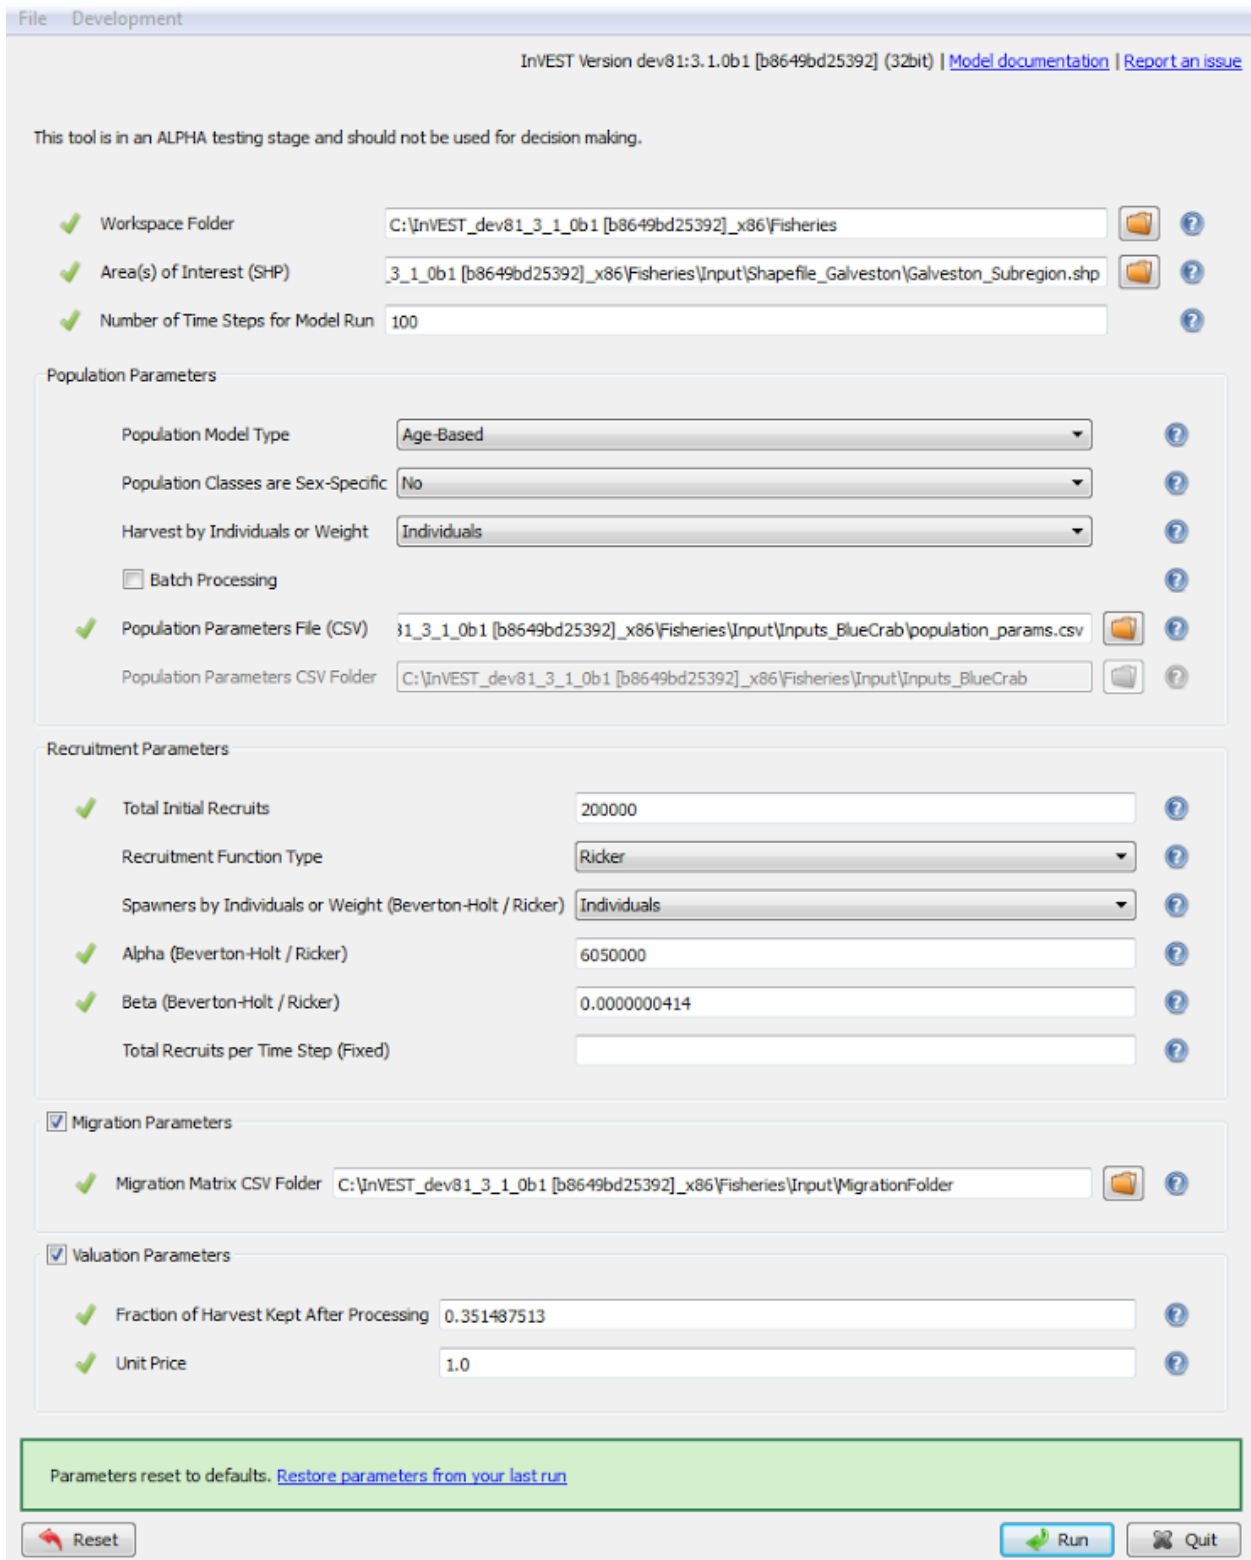 File Development
InVEST Version dev81:3.1.0b1 [b8649bd25392] (32bit) | Model documentation | Report an issue
This tool is in an ALPHA testing stage and should not be used for decision making.
Workspace Folder C:\InVEST_dev81_3_1_0b1 [b8649bd25392]_x86\Fisheries
Area(s) of Interest (SHP) _3_1_0b1 [b8649bd25392]_x86\Fisheries\Input\Shapefile_Galveston\Galveston_Subregion.shp
Number of Time Steps for Model Run 100
Population Parameters
Population Model Type Age-Based
Population Classes are Sex-Specific No
Harvest by Individuals or Weight Individuals
Batch Processing
Population Parameters File (CSV) 31_3_1_0b1 [b8649bd25392]_x86\Fisheries\Input\Inputs_BlueCrab\population_params.csv
Population Parameters CSV Folder C:\InVEST_dev81_3_1_0b1 [b8649bd25392]_x86\Fisheries\Input\Inputs_BlueCrab
Recruitment Parameters
Total Initial Recruits 200000
Recruitment Function Type Ricker
Spawners by Individuals or Weight (Beverton-Holt / Ricker) Individuals
Alpha (Beverton-Holt / Ricker) 6050000
Beta (Beverton-Holt / Ricker) 0.0000000414
Total Recruits per Time Step (Fixed)
Migration Parameters
Migration Matrix CSV Folder C:\InVEST_dev81_3_1_0b1 [b8649bd25392]_x86\Fisheries\Input\MigrationFolder
Valuation Parameters
Fraction of Harvest Kept After Processing 0.351487513
Unit Price 1.0
Parameters reset to defaults. Restore parameters from your last run
Reset Run Quit